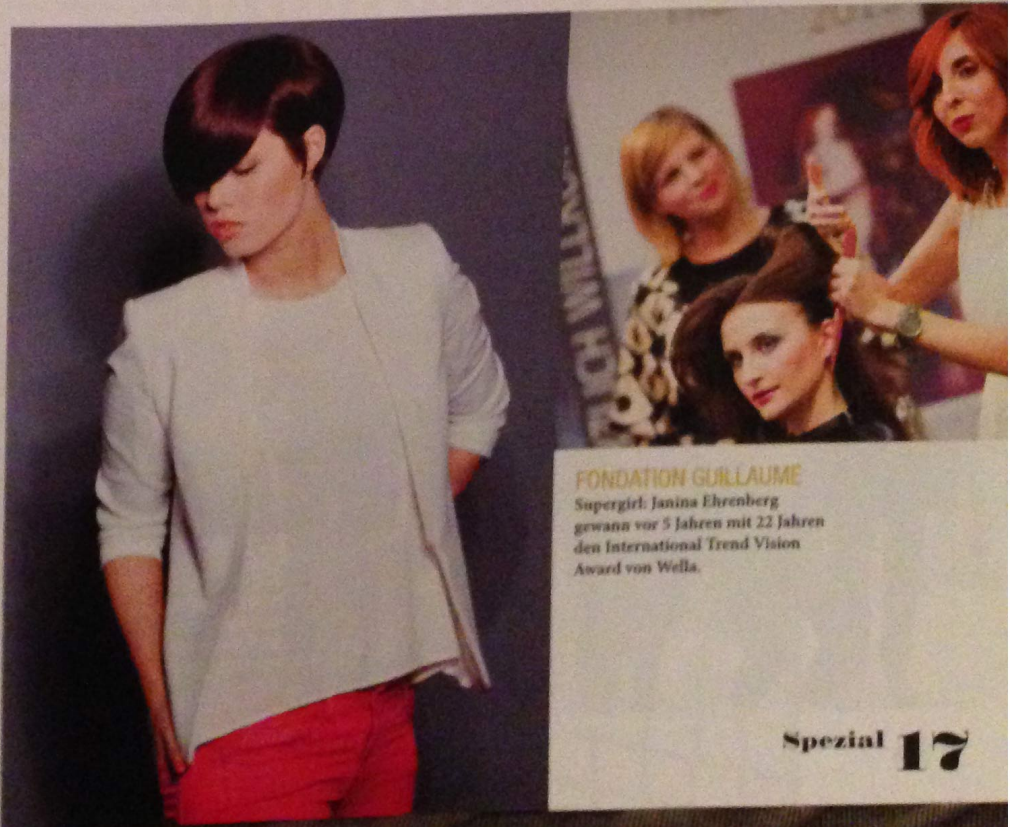 FONDATION GUILLAUME
Supergirl: Janina Ehrenberg
gewann vor 5 Jahren mit 22 Jahren
den International Trend Vision
Award von Wella.
Spezial 17